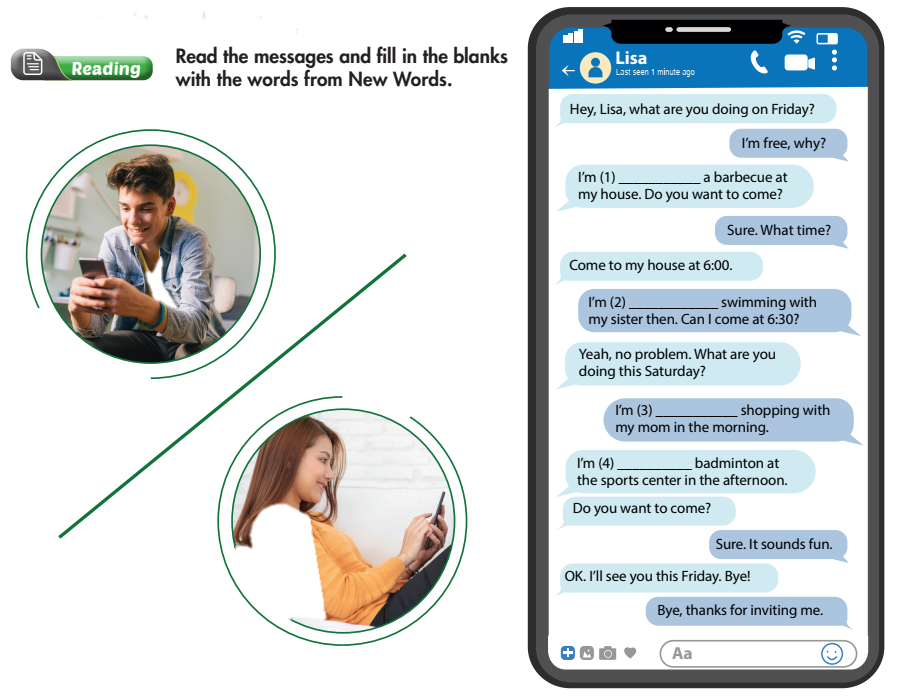 Reading
Read the messages and fill in the blanks
with the words from New Words.
Lisa
Last seen 1 minute ago
Hey, Lisa, what are you doing on Friday?
I'm free, why?
I'm (1) ___________ a barbecue at
my house. Do you want to come?
Sure. What time?
Come to my house at 6:00.
I'm (2) ____________ swimming with
my sister then. Can I come at 6:30?
Yeah, no problem. What are you
doing this Saturday?
I'm (3) ___________ shopping with
my mom in the morning.
I'm (4) __________ badminton at
the sports center in the afternoon.
Do you want to come?
Sure. It sounds fun.
OK. I'll see you this Friday. Bye!
Bye, thanks for inviting me.
Aa